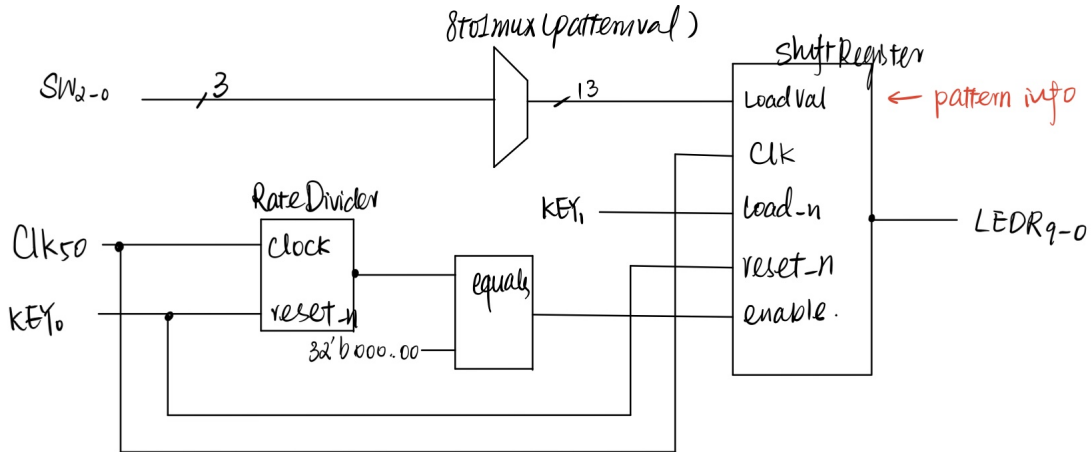 8to1mux (patternval)
ShiftRegister
SW2-0
3
13
LoadVal
← pattern info
Clk
RateDivider
KEY1
load_n
LEDR9-0
Clk50
clock
reset_n
equals
KEY0
reset_n
enable.
32'b000..00